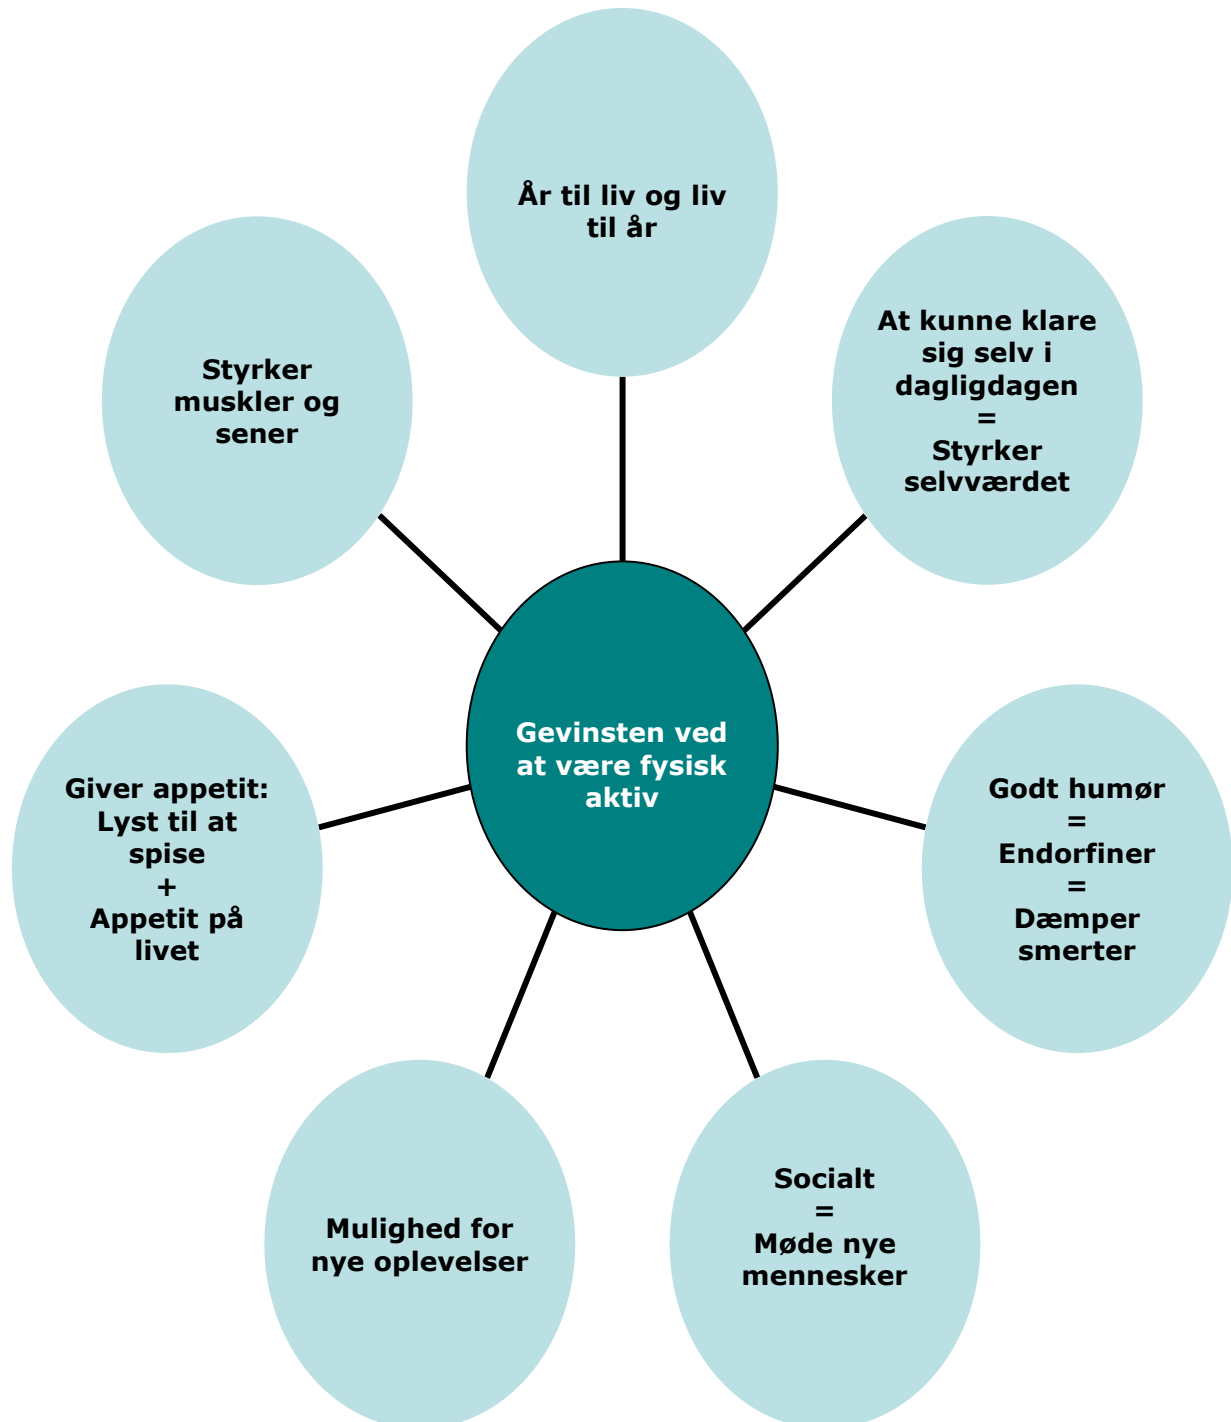 År til liv og liv
til år
At kunne klare
sig selv i
dagligdagen
=
Styrker
selvværdet
Styrker
muskler og
sener
Gevinsten ved
at være fysisk
aktiv
Giver appetit:
Lyst til at
spise
+
Appetit på
livet
Godt humør
=
Endorfiner
=
Dæmper
smerter
Mulighed for
nye oplevelser
Socialt
=
Møde nye
mennesker